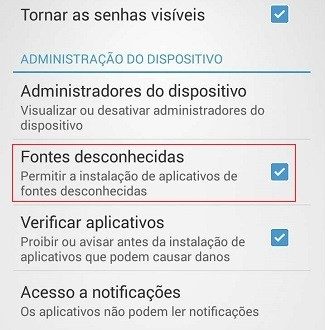 Tornar as senhas visíveis
ADMINISTRAÇÃO DO DISPOSITIVO
Administradores do dispositivo
Visualizar ou desativar administradores do
dispositivo
Fontes desconhecidas
Permitir a instalação de aplicativos de
fontes desconhecidas
Verificar aplicativos
Proibir ou avisar antes da instalação de
aplicativos que podem causar danos
Acesso a notificações
Os aplicativos não podem ler notificações